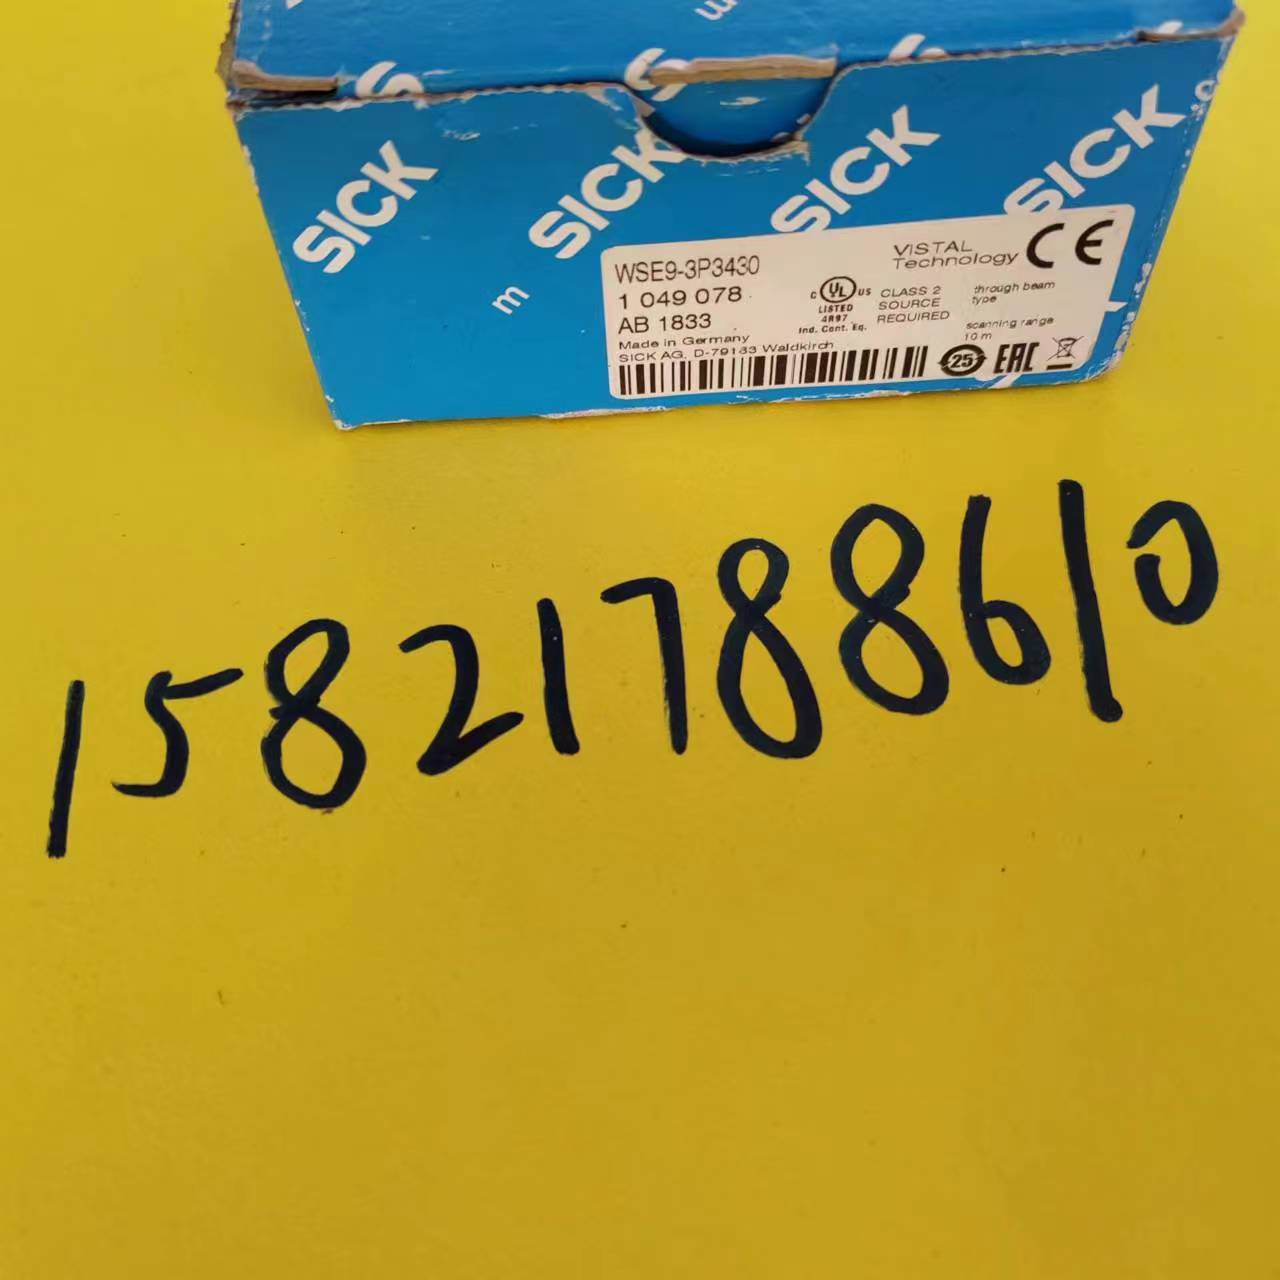 SICK
SICK
SICK
SICK
WSE9-3P3430
1 049 078
AB 1833
Made in Germany
SICK AG, D-79183 Waldkirch
C UL US
LISTED
4R97
Ind. Cont. Eq.
CLASS 2
SOURCE
REQUIRED
VISTAL
Technology
CE
through beam
type
scanning range
10 m
25
EAC
15821788610